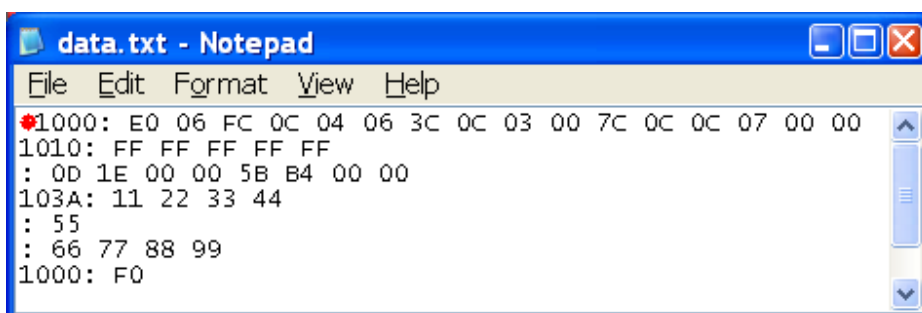 data.txt - Notepad
File Edit Format View Help
1000: E0 06 FC 0C 04 06 3C 0C 03 00 7C 0C 0C 07 00 00
1010: FF FF FF FF FF
: 0D 1E 00 00 5B B4 00 00
103A: 11 22 33 44
: 55
: 66 77 88 99
1000: F0